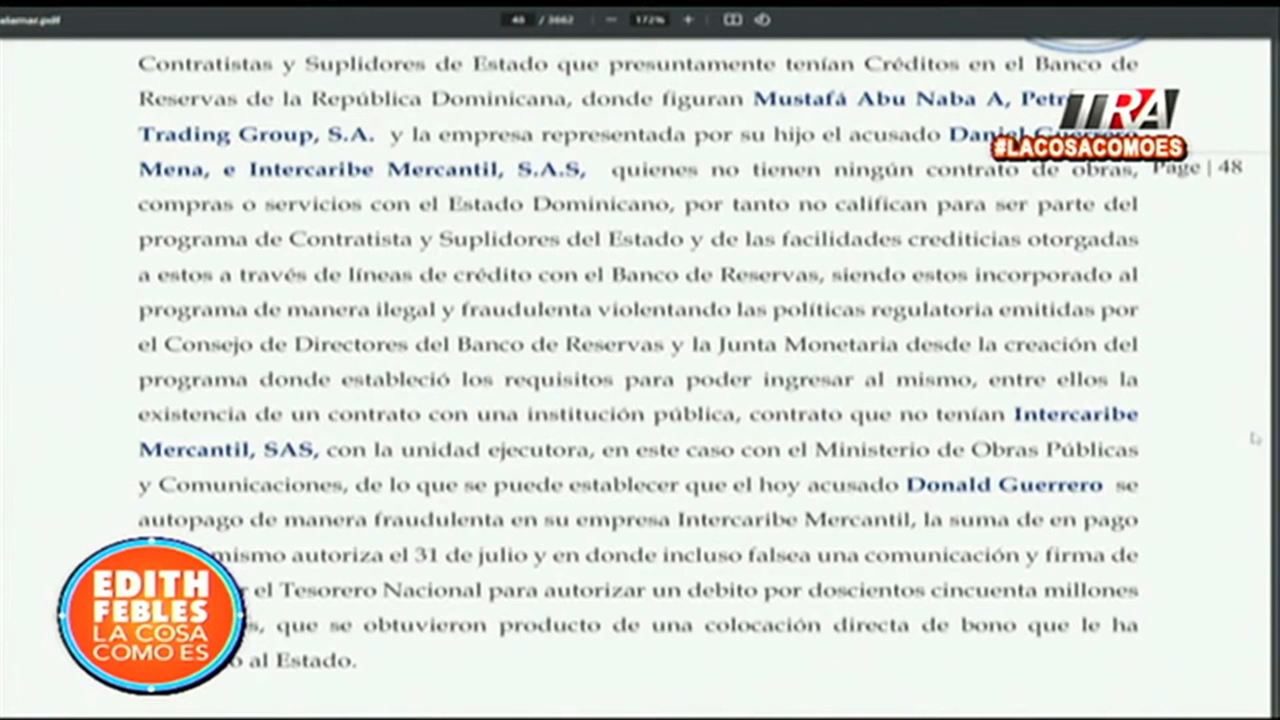 alamar.pdf
48 / 3662 — 172% +
Contratistas y Suplidores de Estado que presuntamente tenían Créditos en el Banco de
Reservas de la República Dominicana, donde figuran Mustafá Abu Naba A,
TRA
Trading Group, S.A. y la empresa representada por su hijo el acusado Daniel Guerrero
#LACOSACOMOES
Mena, e Intercaribe Mercantil, S.A.S, quienes no tienen ningún contrato de obras,
Page | 48
compras o servicios con el Estado Dominicano, por tanto no califican para ser parte del
programa de Contratista y Suplidores del Estado y de las facilidades crediticias otorgadas
a estos a través de líneas de crédito con el Banco de Reservas, siendo estos incorporado al
programa de manera ilegal y fraudulenta violentando las políticas regulatoria emitidas por
el Consejo de Directores del Banco de Reservas y la Junta Monetaria desde la creación del
programa donde estableció los requisitos para poder ingresar al mismo, entre ellos la
existencia de un contrato con una institución pública, contrato que no tenían Intercaribe
Mercantil, SAS, con la unidad ejecutora, en este caso con el Ministerio de Obras Públicas
y Comunicaciones, de lo que se puede establecer que el hoy acusado Donald Guerrero se
autopago de manera fraudulenta en su empresa Intercaribe Mercantil, la suma de en pago
mismo autoriza el 31 de julio y en donde incluso falsea una comunicación y firma de
el Tesorero Nacional para autorizar un debito por doscientos cincuenta millones
que se obtuvieron producto de una colocación directa de bono que le ha
al Estado.
EDITH
FEBLES
LA COSA
COMO ES